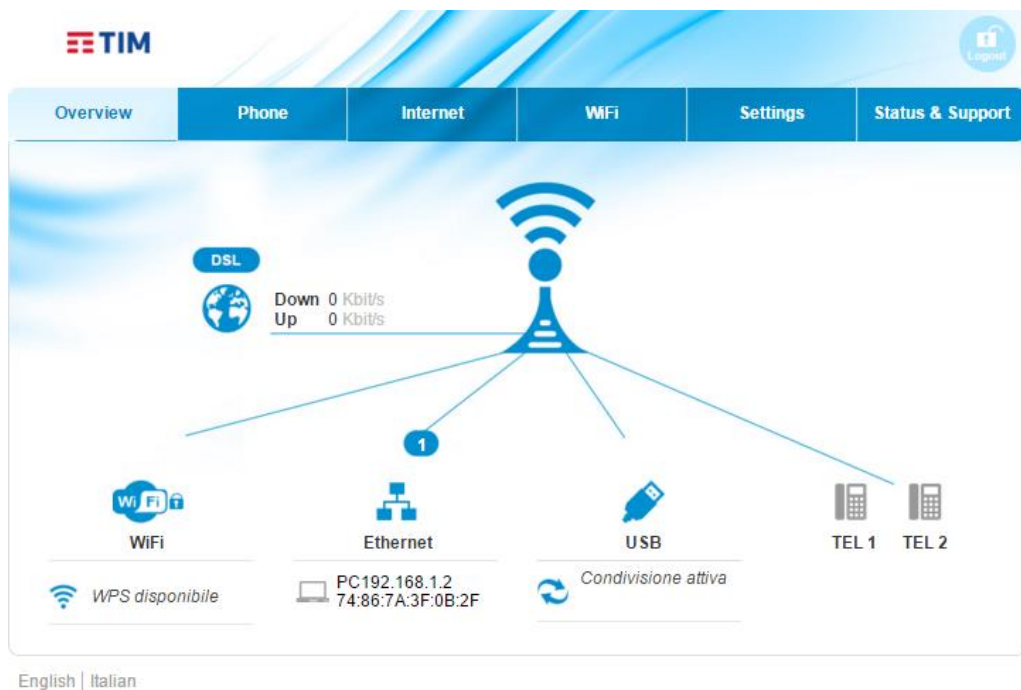 TIM
Logout
Overview Phone Internet WiFi Settings Status & Support
DSL
Down 0 Kbit/s
Up 0 Kbit/s
1
Wi Fi
WiFi Ethernet USB TEL 1 TEL 2
WPS disponibile
PC192.168.1.2
74:86:7A:3F:0B:2F
Condivisione attiva
English | Italian